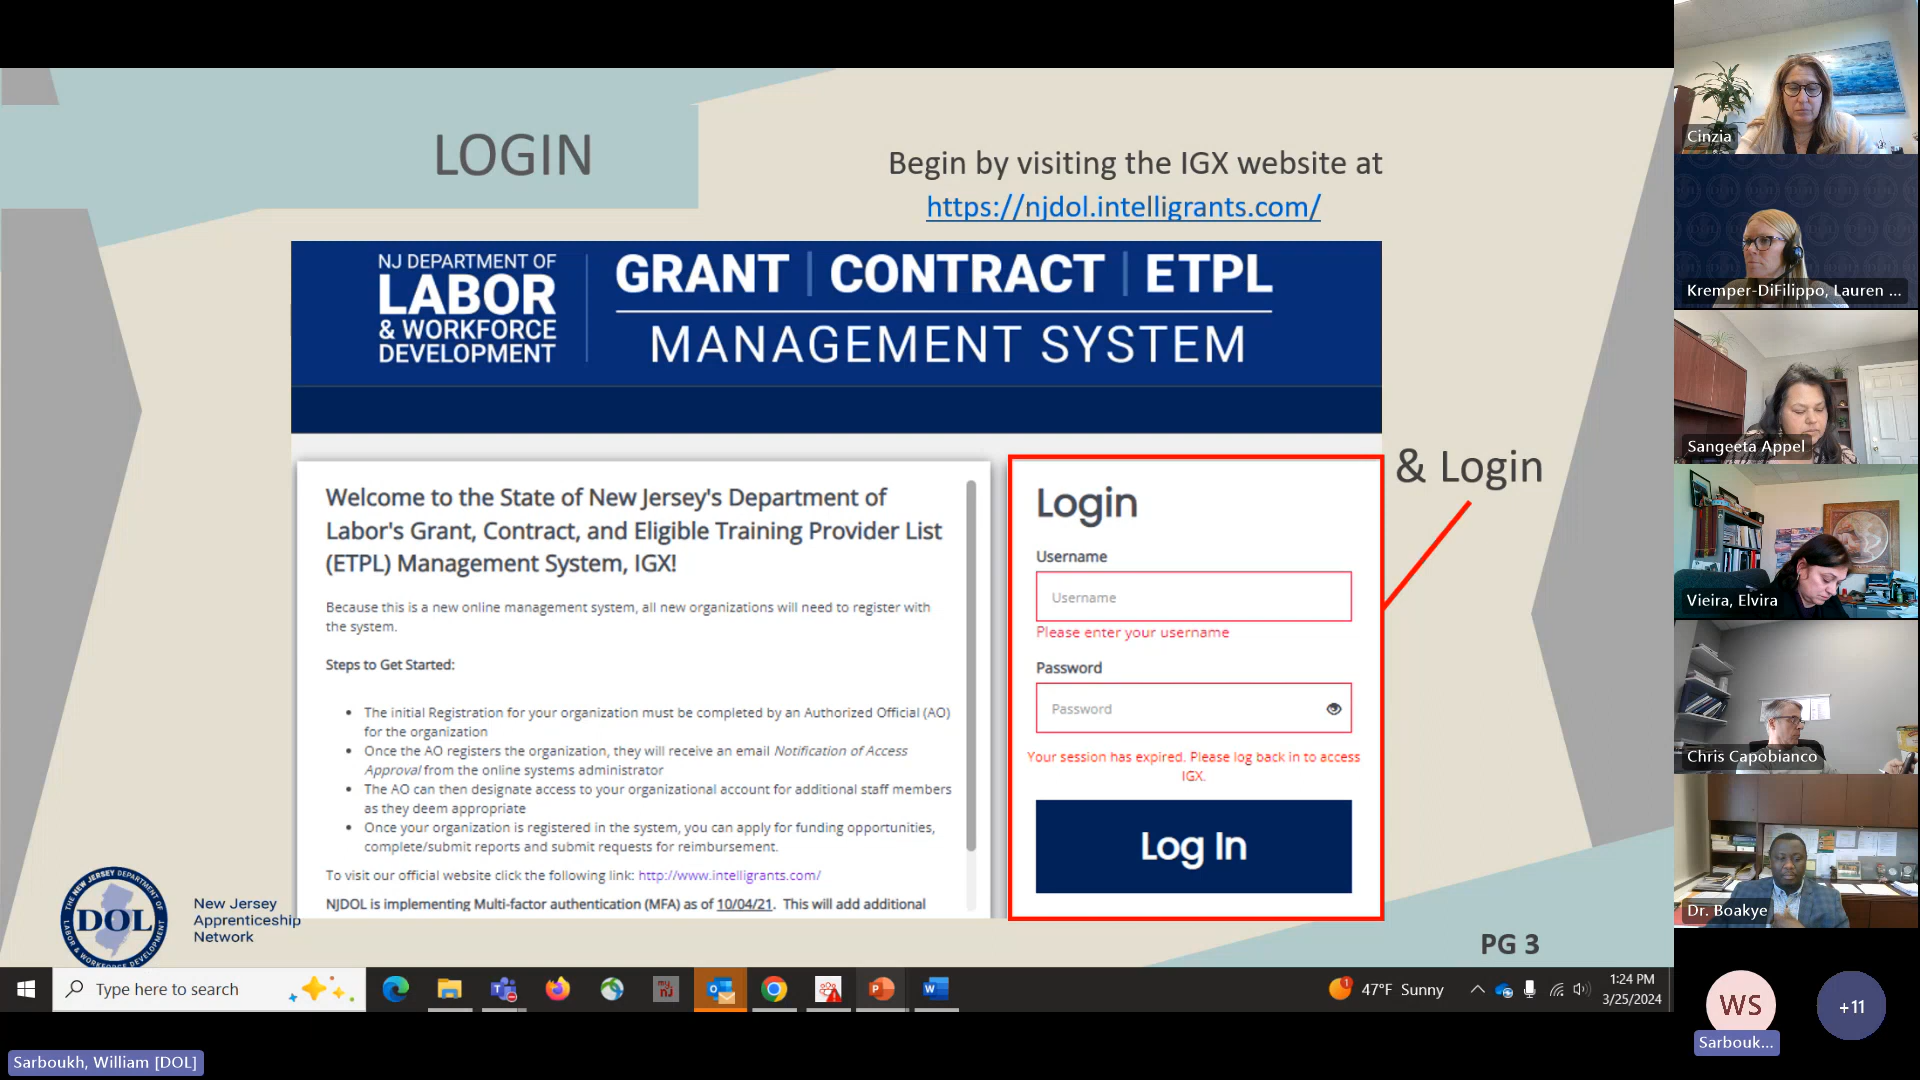 LOGIN
Begin by visiting the IGX website at
https://njdol.intelligrants.com/
NJ DEPARTMENT OF
LABOR
& WORKFORCE
DEVELOPMENT
GRANT | CONTRACT | ETPL
MANAGEMENT SYSTEM
Welcome to the State of New Jersey's Department of
Labor's Grant, Contract, and Eligible Training Provider List
(ETPL) Management System, IGX!
Because this is a new online management system, all new organizations will need to register with
the system.
Steps to Get Started:
• The initial Registration for your organization must be completed by an Authorized Official (AO)
for the organization
• Once the AO registers the organization, they will receive an email Notification of Access
Approval from the online systems administrator
• The AO can then designate access to your organizational account for additional staff members
as they deem appropriate
• Once your organization is registered in the system, you can apply for funding opportunities,
complete/submit reports and submit requests for reimbursement.
To visit our official website click the following link: http://www.intelligrants.com/
NJDOL is implementing Multi-factor authentication (MFA) as of 10/04/21. This will add additional
Login
Username
Username
Please enter your username
Password
Password
Your session has expired. Please log back in to access
IGX.
Log In
& Login
THE NEW JERSEY DEPARTMENT OF
DOL
LABOR & WORKFORCE DEVELOPMENT
New Jersey
Apprenticeship
Network
PG 3
Type here to search
my
NJ
1
47°F Sunny
1:24 PM
3/25/2024
Sarboukh, William [DOL]
Cinzia
Kremper-DiFilippo, Lauren ...
Sangeeta Appel
Vieira, Elvira
Chris Capobianco
Dr. Boakye
WS
Sarbouk...
+11